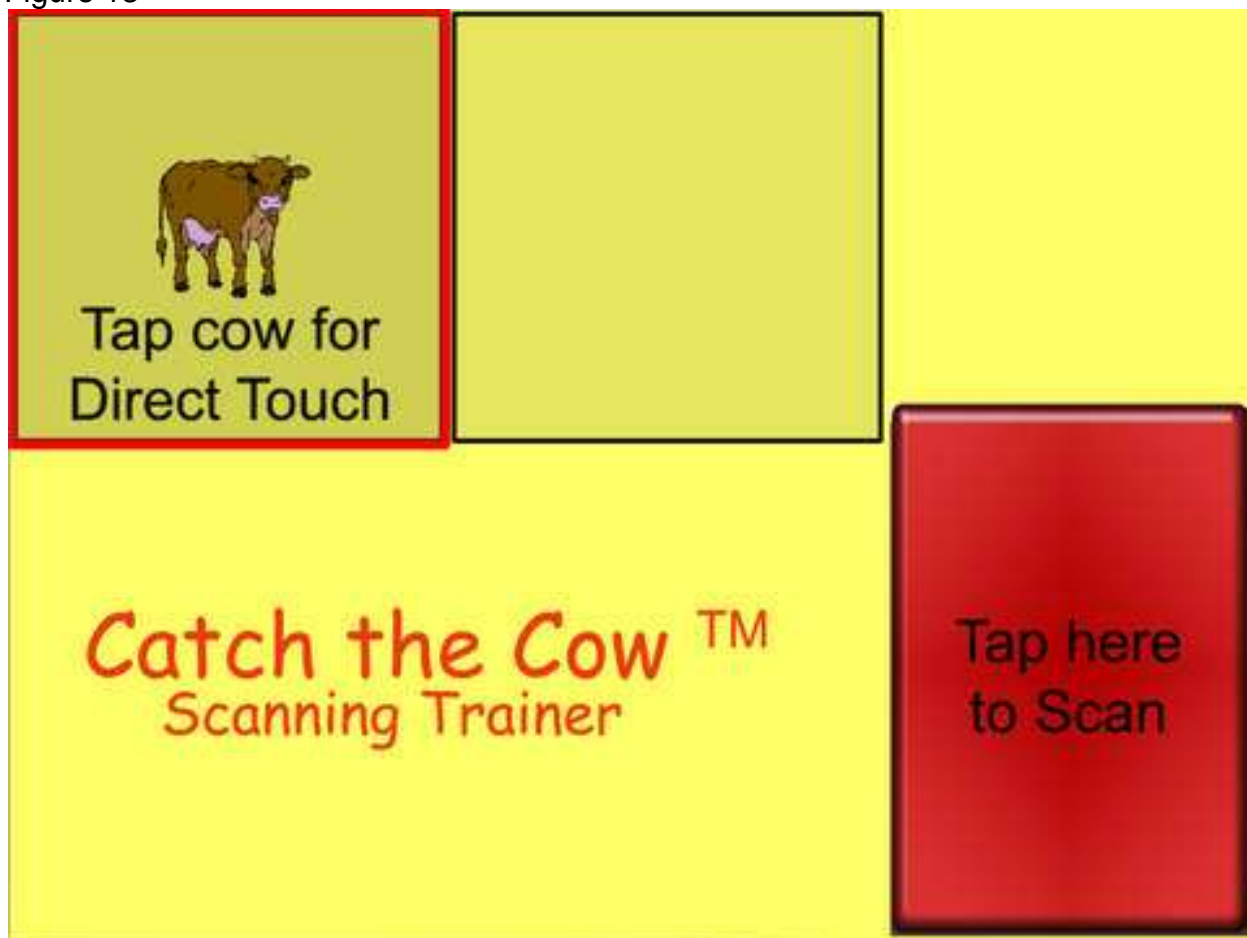 Tap cow for
Direct Touch
Catch the Cow TM
Scanning Trainer
Tap here
to Scan